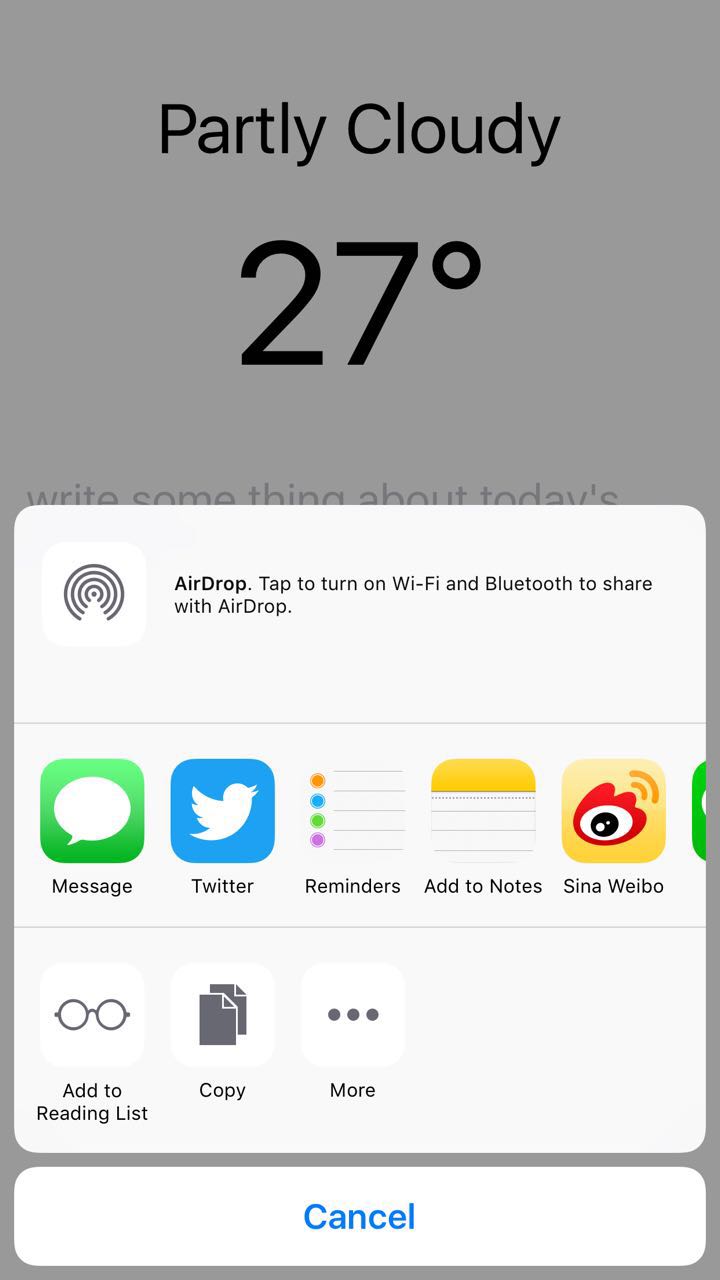 Partly Cloudy
27°
write some thing about today's
AirDrop. Tap to turn on Wi-Fi and Bluetooth to share
with AirDrop.
Message
Twitter
Reminders
Add to Notes
Sina Weibo
Add to
Reading List
Copy
More
Cancel